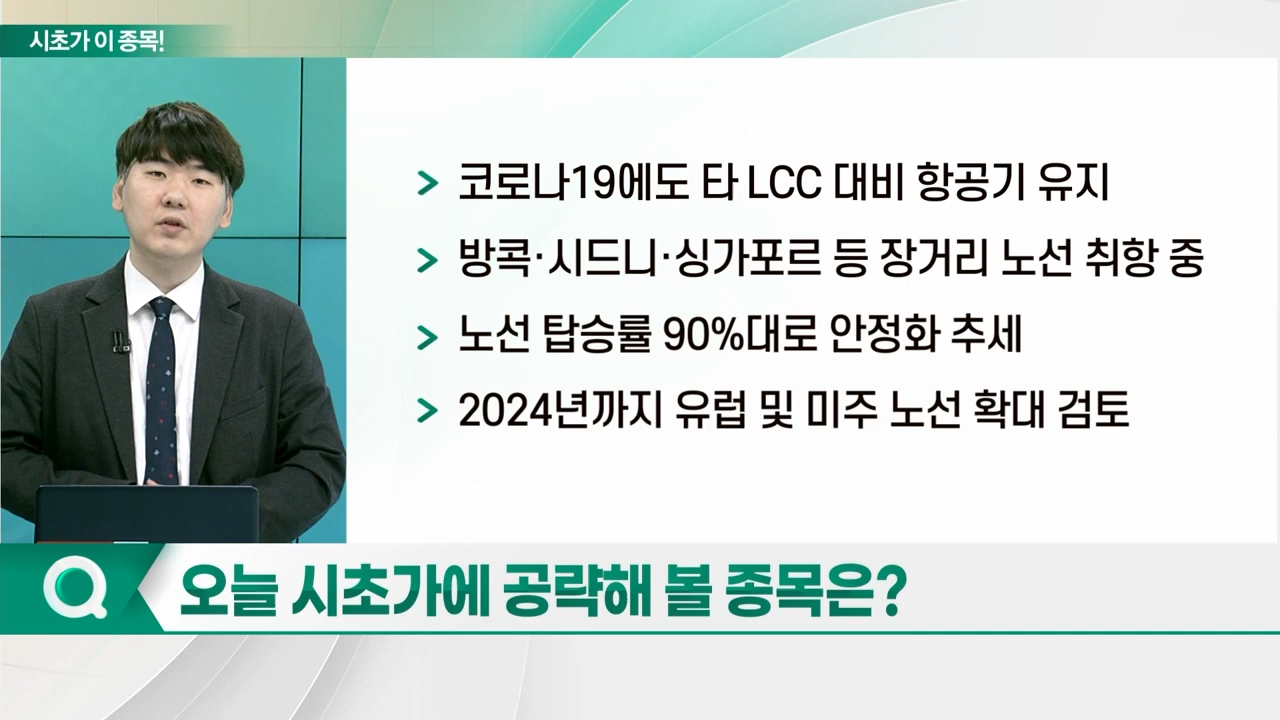 시초가 이 종목!
> 코로나19에도 타 LCC 대비 항공기 유지
> 방콕·시드니·싱가포르 등 장거리 노선 취항 중
> 노선 탑승률 90%대로 안정화 추세
> 2024년까지 유럽 및 미주 노선 확대 검토
Q 오늘 시초가에 공략해 볼 종목은?